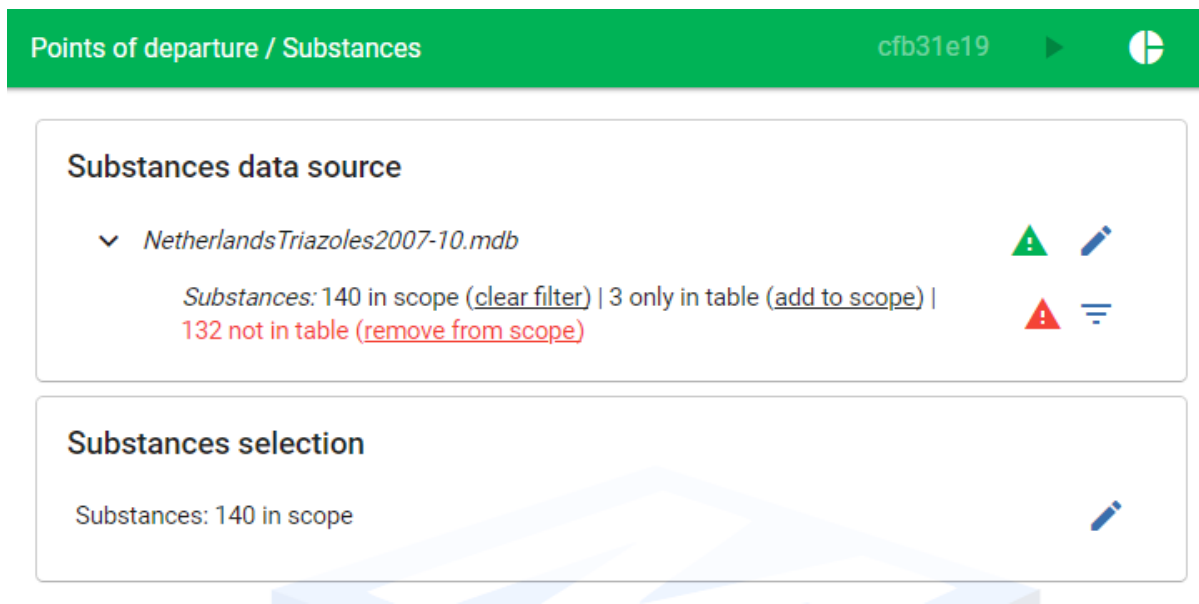 Points of departure / Substances
cfb31e19
Substances data source
NetherlandsTriazoles2007-10.mdb
Substances: 140 in scope (clear filter) | 3 only in table (add to scope) |
132 not in table (remove from scope)
Substances selection
Substances: 140 in scope